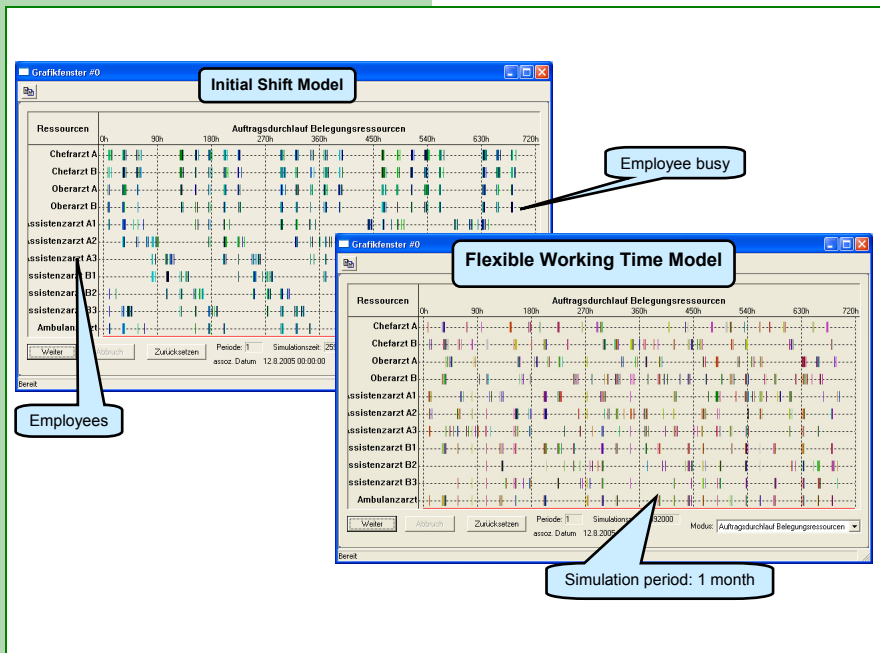 Grafikfenster #0
Initial Shift Model
Ressourcen
Auftragsdurchlauf Belegungsressourcen
0h 90h 180h 270h 360h 450h 540h 630h 720h
Chefarzt A
Chefarzt B
Oberarzt A
Oberarzt B
ssistenzarzt A1
ssistenzarzt A2
ssistenzarzt A3
ssistenzarzt B1
ssistenzarzt B2
ssistenzarzt B3
Ambulanzarzt
Weiter
Zurücksetzen
Periode: 1
Simulationszeit: 255
assoz. Datum 12.8.2005 00:00:00
Bereit
Employees
Employee busy
Grafikfenster #0
Flexible Working Time Model
Ressourcen
Auftragsdurchlauf Belegungsressourcen
0h 90h 180h 270h 360h 450h 540h 630h 720h
Chefarzt A
Chefarzt B
Oberarzt A
Oberarzt B
ssistenzarzt A1
ssistenzarzt A2
ssistenzarzt A3
ssistenzarzt B1
ssistenzarzt B2
ssistenzarzt B3
Ambulanzarzt
Weiter
Abbruch
Zurücksetzen
Periode: 1
92000
Modus: Auftragsdurchlauf Belegungsressourcen
assoz. Datum 12.8.2005
Bereit
Simulation period: 1 month